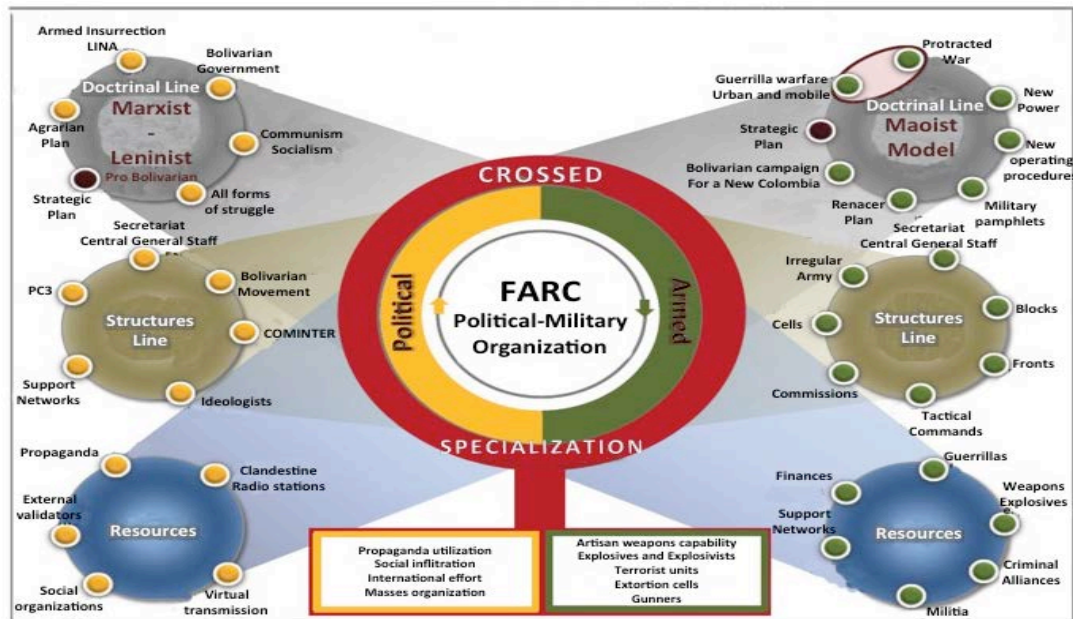 Armed Insurrection
LINA
Bolivarian
Government
Doctrinal Line
Marxist
-
Leninist
Pro Bolivarian
Agrarian
Plan
Communism
Socialism
Strategic
Plan
All forms
of struggle
Secretariat
Central General Staff
PC3
Bolivarian
Movement
Structures
Line
COMINTER
Support
Networks
Ideologists
Propaganda
Clandestine
Radio stations
External
validators
Resources
Social
organizations
Virtual
transmission
CROSSED
Political
FARC
Political-Military
Organization
Armed
SPECIALIZATION
Propaganda utilization
Social inflitration
International effort
Masses organization
Artisan weapons capability
Explosives and Explosivists
Terrorist units
Extortion cells
Gunners
Protracted
War
Guerrilla warfare
Urban and mobile
Doctrinal Line
Maoist
Model
New
Power
Strategic
Plan
New
operating
procedures
Bolivarian campaign
For a New Colombia
Renacer
Plan
Military
pamphlets
Secretariat
Central General Staff
Irregular
Army
Blocks
Structures
Line
Cells
Fronts
Commissions
Tactical
Commands
Guerrillas
Finances
Weapons
Explosives
Support
Networks
Resources
Criminal
Alliances
Militia